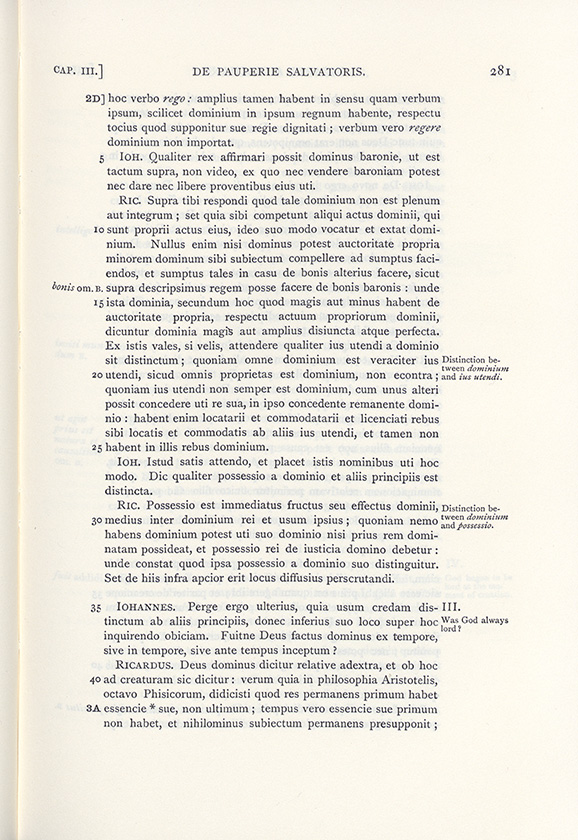 CAP. III.] DE PAUPERIE SALVATORIS. 281
2D] hoc verbo rego: amplius tamen habent in sensu quam verbum
ipsum, scilicet dominium in ipsum regnum habente, respectu
tocius quod supponitur sue regie dignitati; verbum vero regere
dominium non importat.
5 IOH. Qualiter rex affirmari possit dominus baronie, ut est
tactum supra, non video, ex quo nec vendere baroniam potest
nec dare nec libere proventibus eius uti.
RIC. Supra tibi respondi quod tale dominium non est plenum
aut integrum; set quia sibi competunt aliqui actus dominii, qui
10 sunt proprii actus eius, ideo suo modo vocatur et extat domi-
nium. Nullus enim nisi dominus potest auctoritate propria
minorem dominum sibi subiectum compellere ad sumptus faci-
endos, et sumptus tales in casu de bonis alterius facere, sicut
bonis om. B. supra descripsimus regem posse facere de bonis baronis: unde
15 ista dominia, secundum hoc quod magis aut minus habent de
auctoritate propria, respectu actuum propriorum dominii,
dicuntur dominia magis aut amplius disiuncta atque perfecta.
Ex istis vales, si velis, attendere qualiter ius utendi a dominio
sit distinctum; quoniam omne dominium est veraciter ius Distinction be-
20 utendi, sicut omnis proprietas est dominium, non econtra; tween dominium
and ius utendi.
quoniam ius utendi non semper est dominium, cum unus alteri
possit concedere uti re sua, in ipso concedente remanente domi-
nio: habent enim locatarii et commodatarii et licenciati rebus
sibi locatis et commodatis ab aliis ius utendi, et tamen non
25 habent in illis rebus dominium.
IOH. Istud satis attendo, et placet istis nominibus uti hoc
modo. Dic qualiter possessio a dominio et aliis principiis est
distincta.
RIC. Possessio est immediatus fructus seu effectus dominii, Distinction be-
30 medius inter dominium rei et usum ipsius; quoniam nemo tween dominium
and possessio.
habens dominium potest uti suo dominio nisi prius rem domi-
natam possideat, et possessio rei de iusticia domino debetur:
unde constat quod ipsa possessio a dominio suo distinguitur.
Set de hiis infra apcior erit locus diffusius perscrutandi.
35 IOHANNES. Perge ergo ulterius, quia usum credam dis- III.
tinctum ab aliis principiis, donec inferius suo loco super hoc Was God always
lord?
inquirendo obiciam. Fuitne Deus factus dominus ex tempore,
sive in tempore, sive ante tempus inceptum?
RICARDUS. Deus dominus dicitur relative adextra, et ob hoc
40 ad creaturam sic dicitur: verum quia in philosophia Aristotelis,
octavo Phisicorum, didicisti quod res permanens primum habet
3A essencie * sue, non ultimum; tempus vero essencie sue primum
non habet, et nihilominus subiectum permanens presupponit;